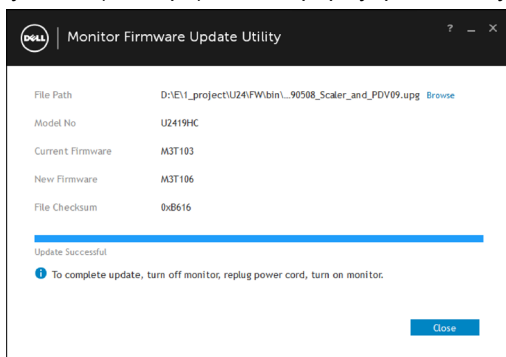 DELL | Monitor Firmware Update Utility ? _ ×
File Path D:\E\1_project\U24\FW\bin\...90508_Scaler_and_PDV09.upg Browse
Model No U2419HC
Current Firmware M3T103
New Firmware M3T106
File Checksum 0xB616
Update Successful
To complete update, turn off monitor, replug power cord, turn on monitor.
Close